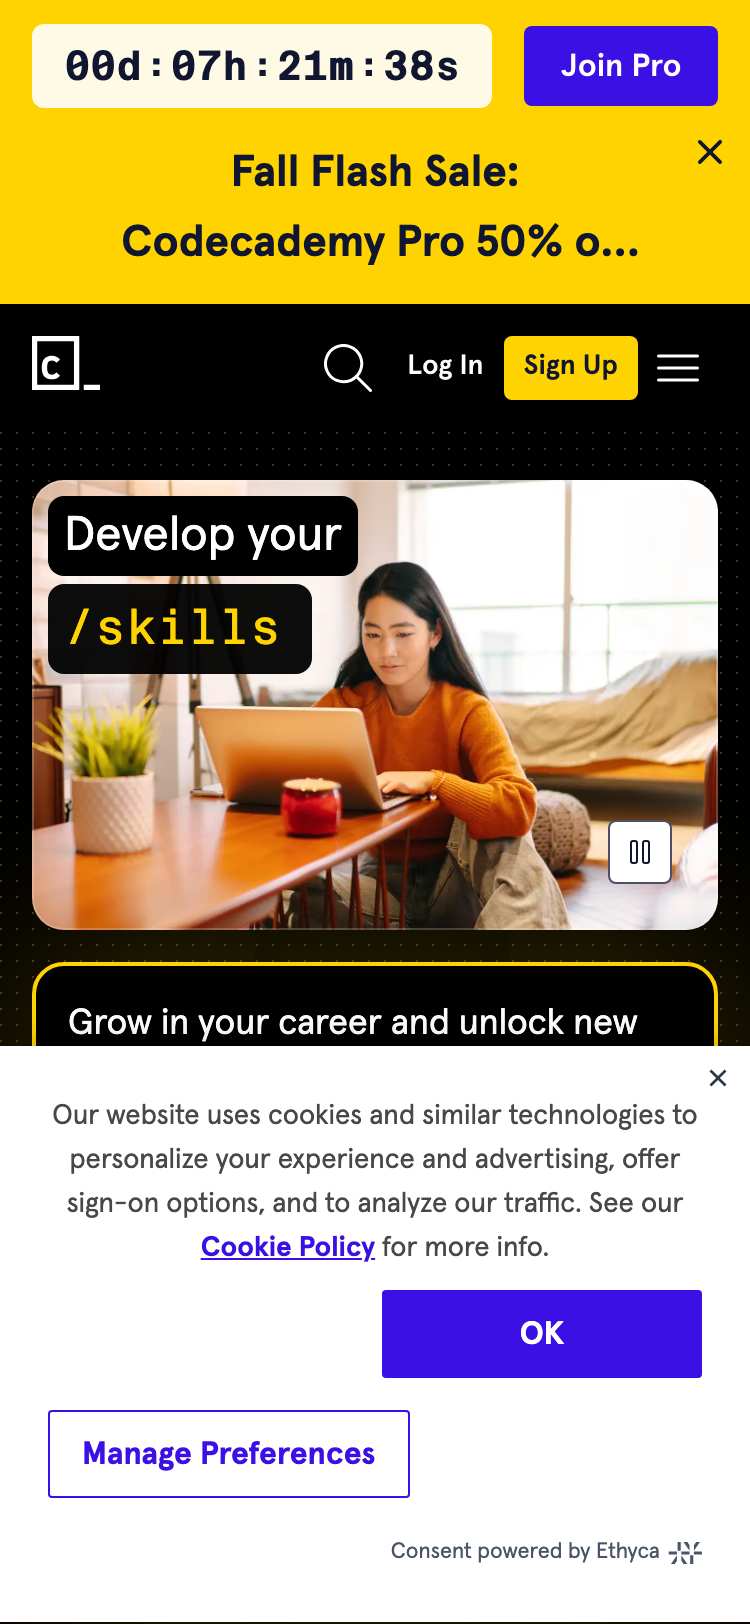 00d:07h:21m:38s
Join Pro
Fall Flash Sale:
Codecademy Pro 50% o...
c_
Log In
Sign Up
Develop your
/skills
Grow in your career and unlock new
Our website uses cookies and similar technologies to
personalize your experience and advertising, offer
sign-on options, and to analyze our traffic. See our
Cookie Policy for more info.
OK
Manage Preferences
Consent powered by Ethyca